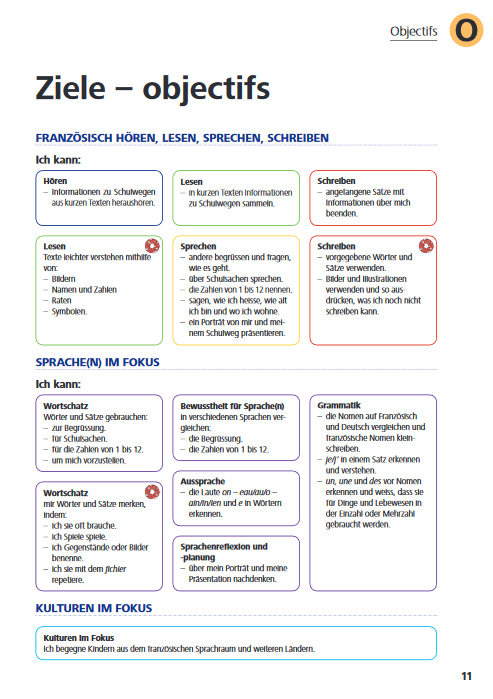 Objectifs
O
Ziele – objectifs
FRANZÖSISCH HÖREN, LESEN, SPRECHEN, SCHREIBEN
Ich kann:
Hören
– Informationen zu Schulwegen
aus kurzen Texten heraushören.
Lesen
– in kurzen Texten Informationen
zu Schulwegen sammeln.
Schreiben
– angefangene Sätze mit
Informationen über mich
beenden.
Lesen
Texte leichter verstehen mithilfe
von:
– Bildern
– Namen und Zahlen
– Raten
– Symbolen.
Sprechen
– andere begrüssen und fragen,
wie es geht.
– über Schulsachen sprechen.
– die Zahlen von 1 bis 12 nennen.
– sagen, wie ich heisse, wie alt
ich bin und wo ich wohne.
– ein Porträt von mir und mei-
nem Schulweg präsentieren.
Schreiben
– vorgegebene Wörter und
Sätze verwenden.
– Bilder und Illustrationen
verwenden und so aus-
drücken, was ich noch nicht
schreiben kann.
SPRACHE(N) IM FOKUS
Ich kann:
Wortschatz
Wörter und Sätze gebrauchen:
– zur Begrüssung.
– für Schulsachen.
– für die Zahlen von 1 bis 12.
– um mich vorzustellen.
Wortschatz
mir Wörter und Sätze merken,
indem:
– ich sie oft brauche.
– ich Spiele spiele.
– ich Gegenstände oder Bilder
benenne.
– ich sie mit dem fichier
repetiere.
Bewusstheit für Sprache(n)
in verschiedenen Sprachen ver-
gleichen:
– die Begrüssung.
– die Zahlen von 1 bis 12.
Aussprache
– die Laute on – eau/au/o –
ain/in/ien und e in Wörtern
erkennen.
Sprachenreflexion und
-planung
– über mein Porträt und meine
Präsentation nachdenken.
Grammatik
– die Nomen auf Französisch
und Deutsch vergleichen und
französische Nomen klein-
schreiben.
– je/j' in einem Satz erkennen
und verstehen.
– un, une und des vor Nomen
erkennen und weiss, dass sie
für Dinge und Lebewesen in
der Einzahl oder Mehrzahl
gebraucht werden.
KULTUREN IM FOKUS
Kulturen im Fokus
Ich begegne Kindern aus dem französischen Sprachraum und weiteren Ländern.
11